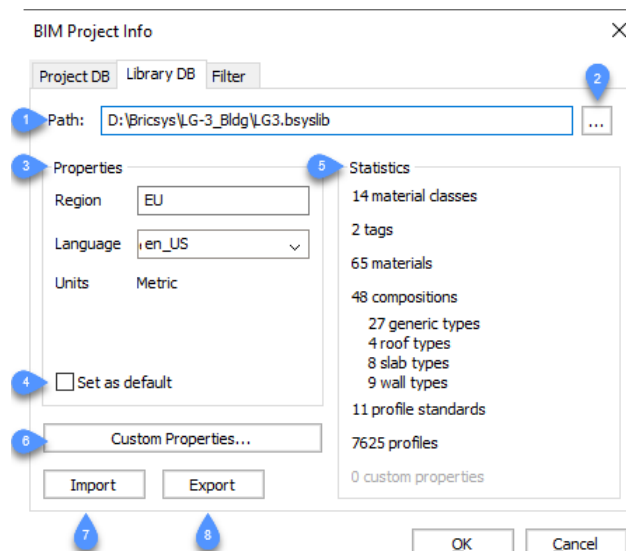 BIM Project Info
Project DB Library DB Filter
2
1 Path: D:\Bricsys\LG-3_Bldg\LG3.bsyslib ...
3 Properties
Region EU
Language en_US
Units Metric
4 Set as default
6 Custom Properties...
Import Export
7 8
5 Statistics
14 material classes
2 tags
65 materials
48 compositions
27 generic types
4 roof types
8 slab types
9 wall types
11 profile standards
7625 profiles
0 custom properties
OK Cancel